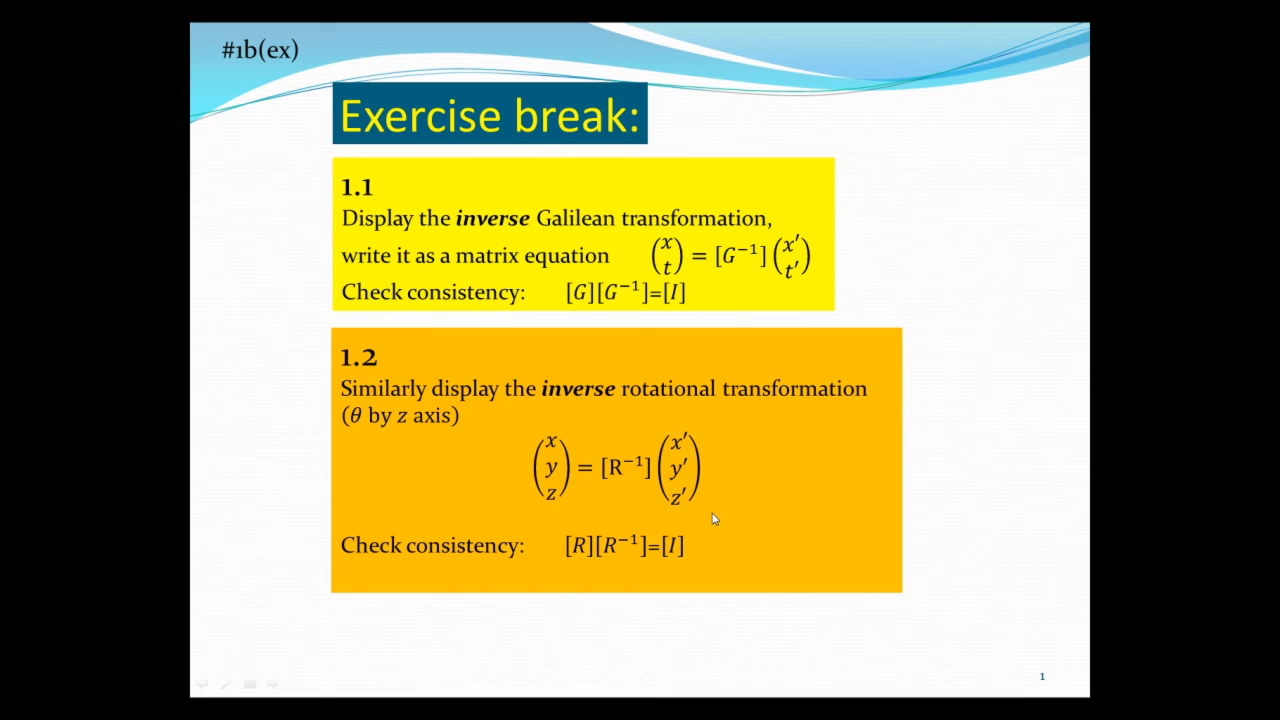 #1b(ex)
Exercise break:
1.1
Display the inverse Galilean transformation,
write it as a matrix equation (x t) = [G⁻¹] (x′ t′)
Check consistency: [G][G⁻¹]=[I]
1.2
Similarly display the inverse rotational transformation
(θ by z axis)
(x y z) = [R⁻¹] (x′ y′ z′)
Check consistency: [R][R⁻¹]=[I]
1